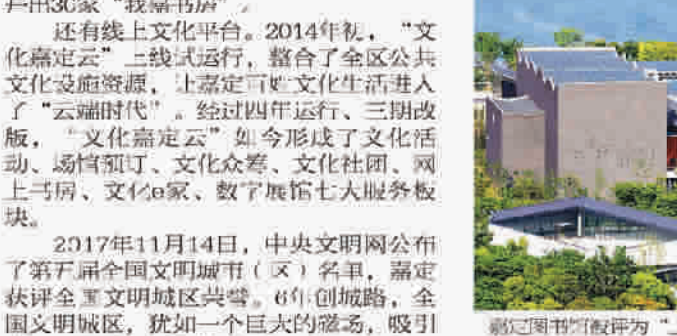 30家“我嘉书房”。
还有线上文化平台。2014年初，“文
化嘉定云”上线试运行，整合了全区公共
文化设施资源，让嘉定百姓文化生活进入
了“云端时代”。经过四年运行、三期改
版，“文化嘉定云”如今形成了文化活
动、场馆预订、文化众筹、文化社团、网
上书房、文化e家、数字展馆七大服务板
块。
2017年11月14日，中央文明网公布
了第五届全国文明城市（区）名单，嘉定
获评全国文明城区荣誉。6年创城路，全
国文明城区，犹如一个巨大的磁场，吸引
嘉定图书馆被评为“